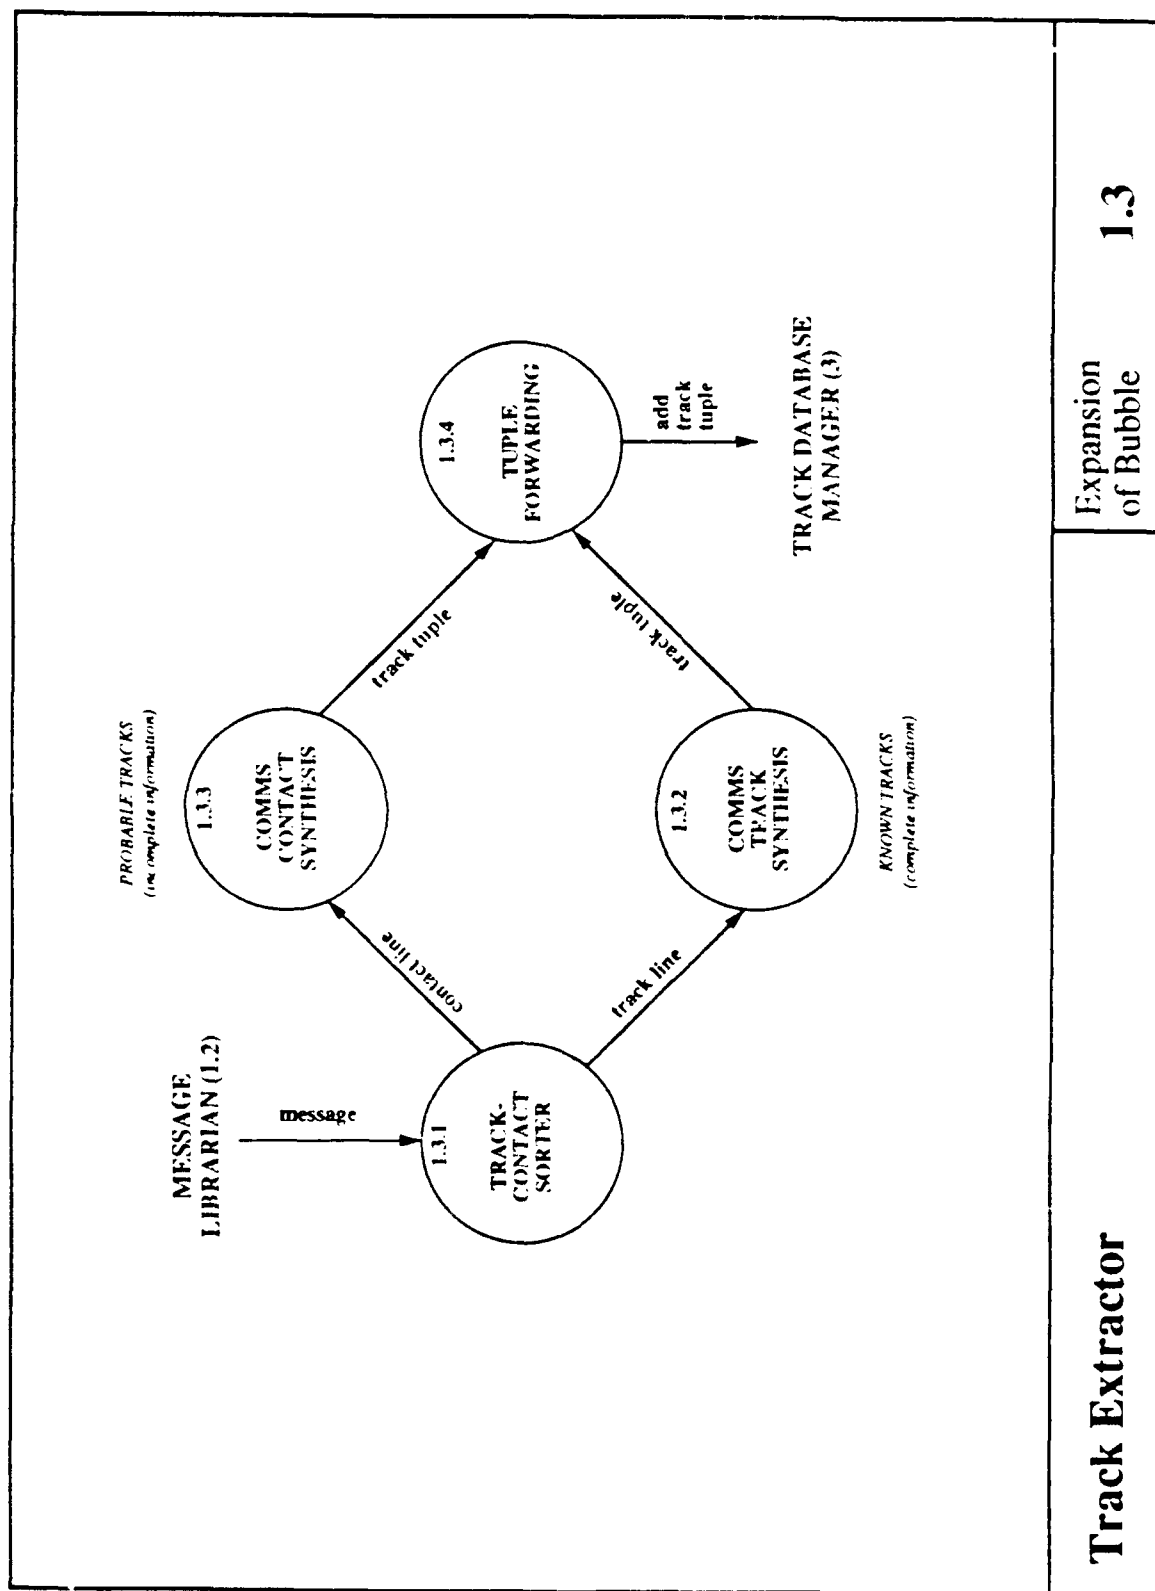 MESSAGE
LIBRARIAN (1.2)
message
1.3.1
TRACK-
CONTACT
SORTER
contact line
track line
PROBABLE TRACKS
(incomplete information)
1.3.3
COMMS
CONTACT
SYNTHESIS
1.3.2
COMMS
TRACK
SYNTHESIS
KNOWN TRACKS
(complete information)
track tuple
track tuple
1.3.4
TUPLE
FORWARDING
add
track
tuple
TRACK DATABASE
MANAGER (3)
Track Extractor
Expansion
of Bubble
1.3